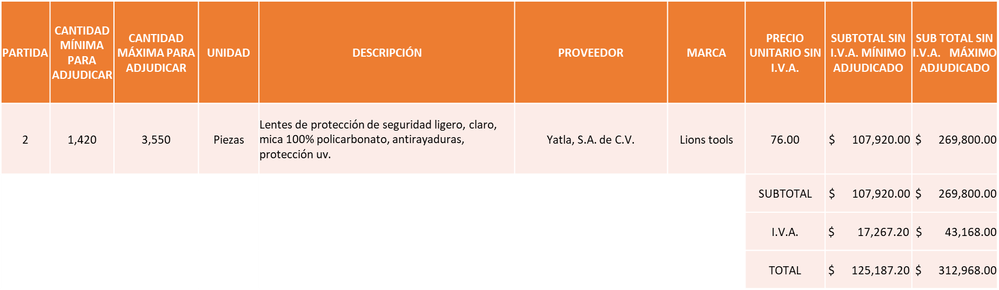 PARTIDA
CANTIDAD
MÍNIMA
PARA
ADJUDICAR
CANTIDAD
MÁXIMA PARA
ADJUDICAR
UNIDAD
DESCRIPCIÓN
PROVEEDOR
MARCA
PRECIO
UNITARIO SIN
I.V.A.
SUBTOTAL SIN
I.V.A. MÍNIMO
ADJUDICADO
SUB TOTAL SIN
I.V.A. MÁXIMO
ADJUDICADO
2
1,420
3,550
Piezas
Lentes de protección de seguridad ligero, claro,
mica 100% policarbonato, antirayaduras,
protección uv.
Yatla, S.A. de C.V.
Lions tools
76.00
$ 107,920.00
$ 269,800.00
SUBTOTAL
$ 107,920.00
$ 269,800.00
I.V.A.
$ 17,267.20
$ 43,168.00
TOTAL
$ 125,187.20
$ 312,968.00